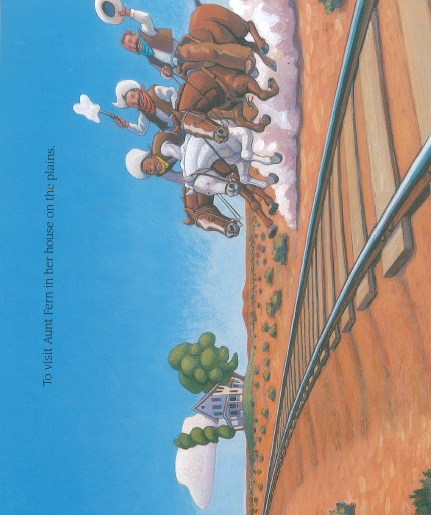 To visit Aunt Fern in her house on the plains.